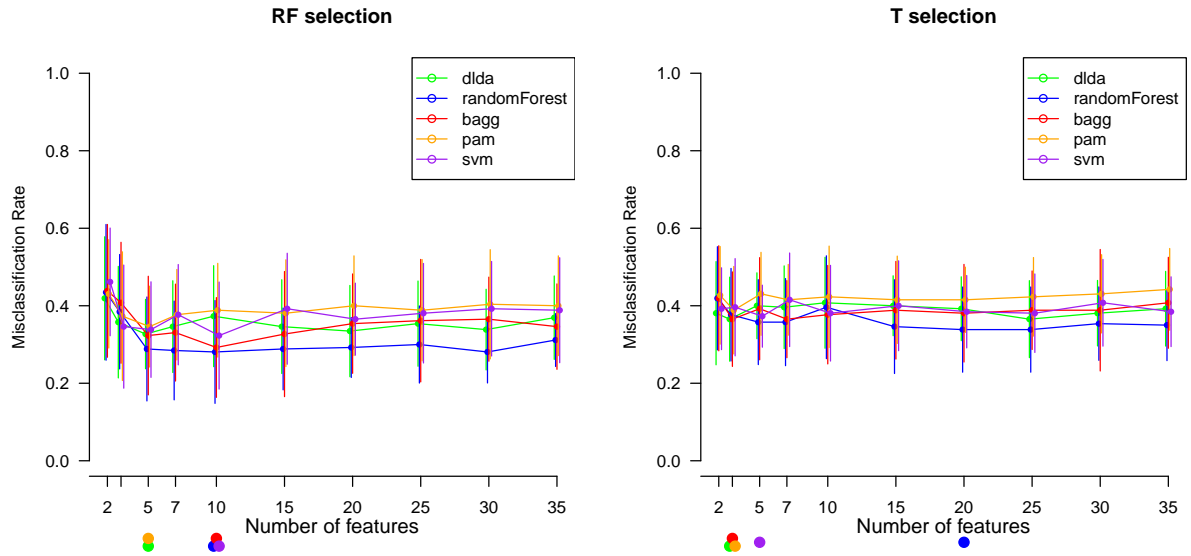 RF selection
1.0
0.8
0.6
0.4
0.2
0.0
Misclassification Rate
dlda
randomForest
bagg
pam
svm
2 5 7 10 15 20 25 30 35
Number of features
T selection
1.0
0.8
0.6
0.4
0.2
0.0
Misclassification Rate
dlda
randomForest
bagg
pam
svm
2 5 7 10 15 20 25 30 35
Number of features